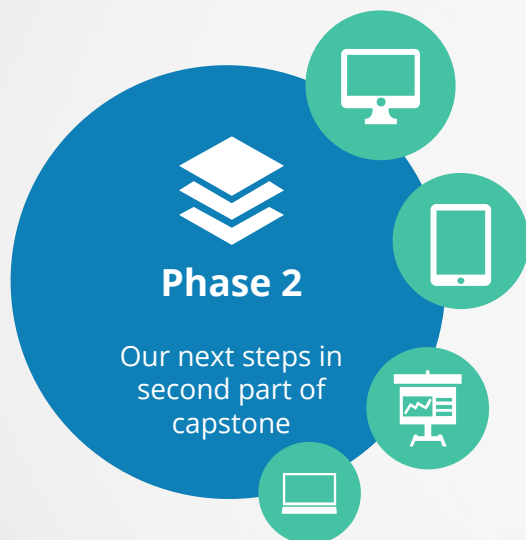 Phase 2
Our next steps in
second part of
capstone